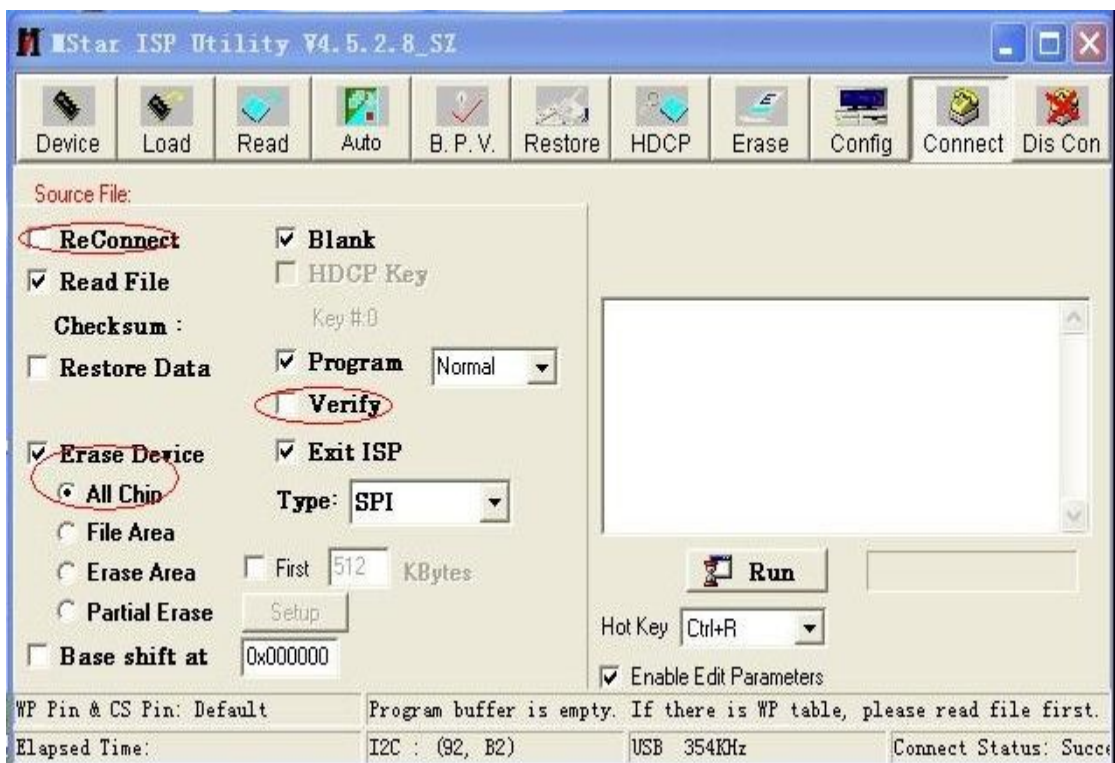 MStar ISP Utility V4.5.2.8_SZ
Device Load Read Auto B.P.V. Restore HDCP Erase Config Connect Dis Con
Source File:
ReConnect Blank
Read File HDCP Key
Checksum : Key #:0
Restore Data Program Normal
Verify
Erase Device Exit ISP
All Chip Type: SPI
File Area
Erase Area First 512 KBytes
Run
Partial Erase Setup
Hot Key Ctrl+R
Base shift at 0x000000
Enable Edit Parameters
WP Pin & CS Pin: Default Program buffer is empty. If there is WP table, please read file first.
Elapsed Time: I2C : (92, B2) USB 354KHz Connect Status: Succe